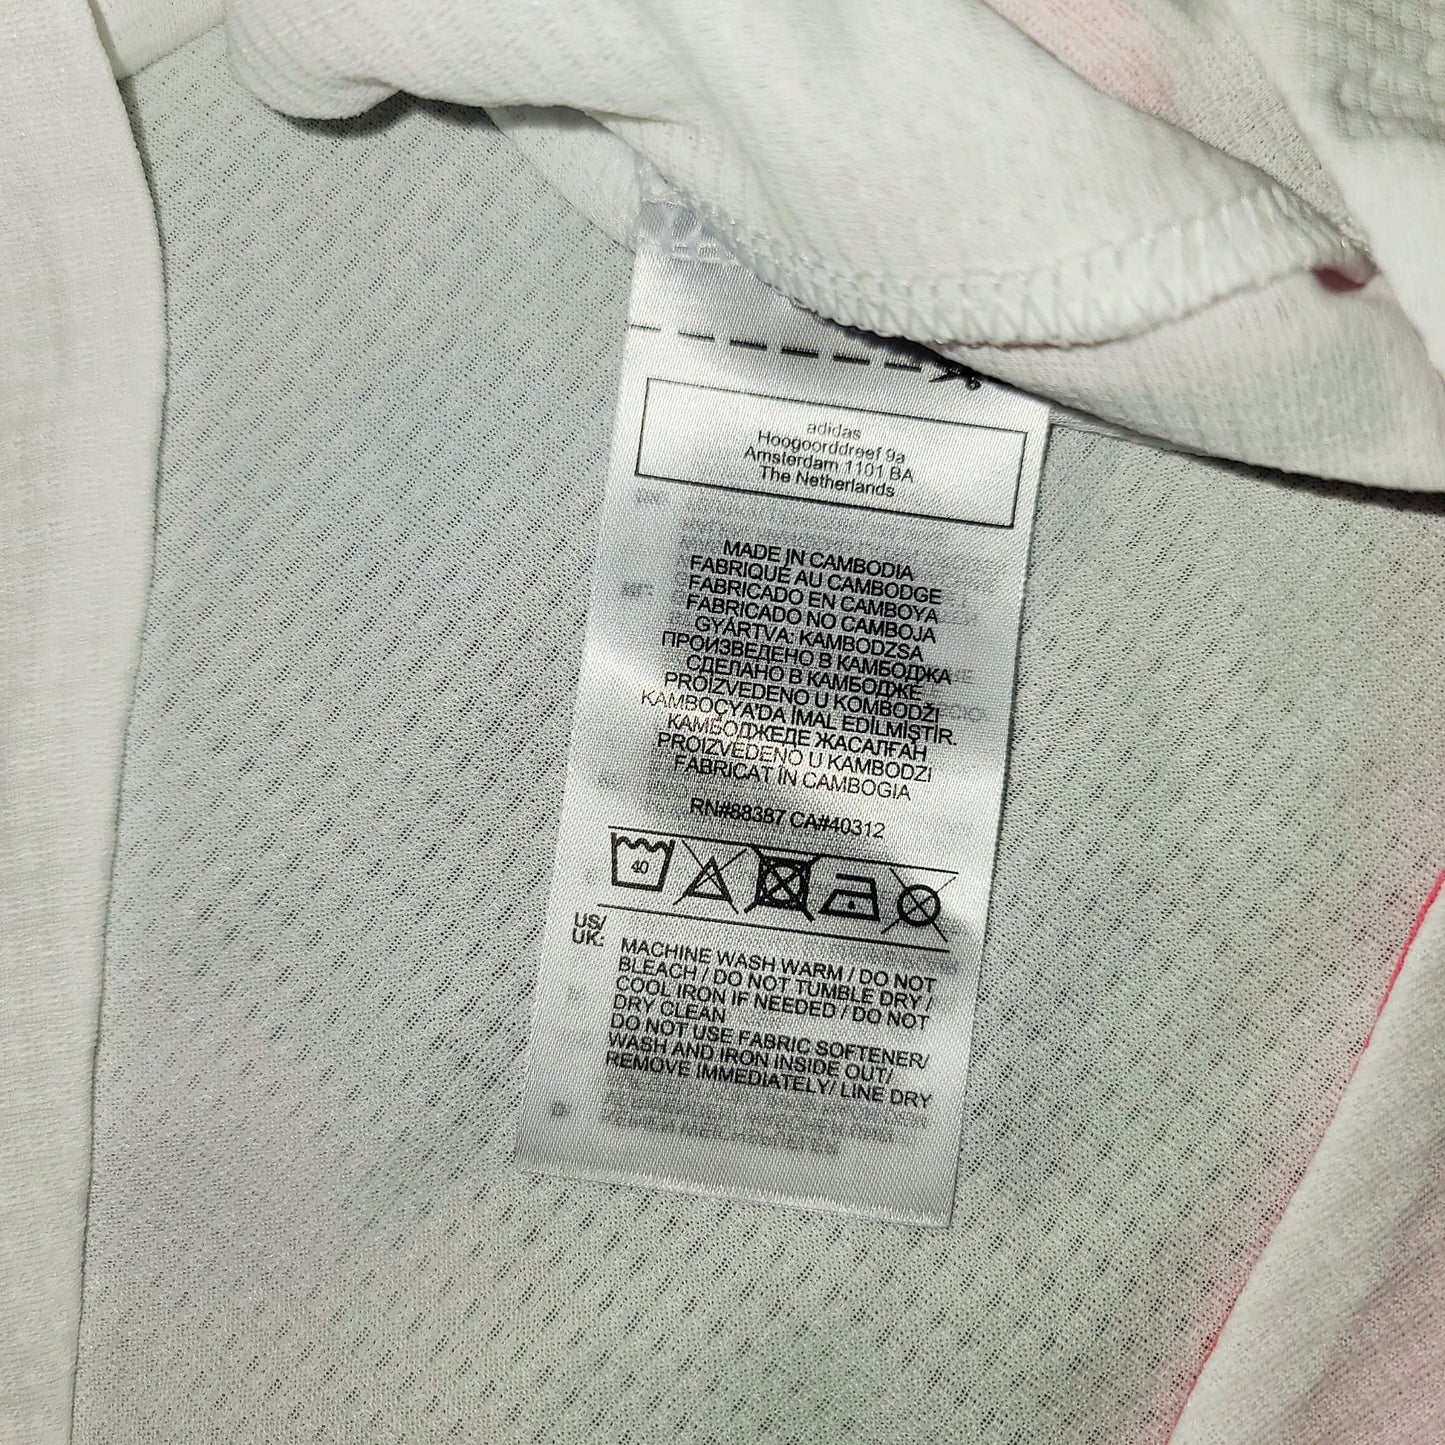 adidas
Hoogoorddreef 9a
Amsterdam 1101 BA
The Netherlands
MADE IN CAMBODIA
FABRIQUÉ AU CAMBODGE
FABRICADO EN CAMBOYA
FABRICADO NO CAMBOJA
GYÁRTVA: KAMBODZSA
ПРОИЗВЕДЕНО В КАМБОДЖА
СДЕЛАНО В КАМБОДЖЕ
PROIZVEDENO U KOMBODŽI
KAMBOÇYA'DA İMAL EDİLMİŞTİR.
КАМБОДЖЕДЕ ЖАСАЛҒАН
PROIZVEDENO U KAMBODZI
FABRICAT ÎN CAMBOGIA
RN#88387 CA#40312
40
US/
UK:
MACHINE WASH WARM / DO NOT
BLEACH / DO NOT TUMBLE DRY /
COOL IRON IF NEEDED / DO NOT
DRY CLEAN
DO NOT USE FABRIC SOFTENER/
WASH AND IRON INSIDE OUT/
REMOVE IMMEDIATELY/ LINE DRY